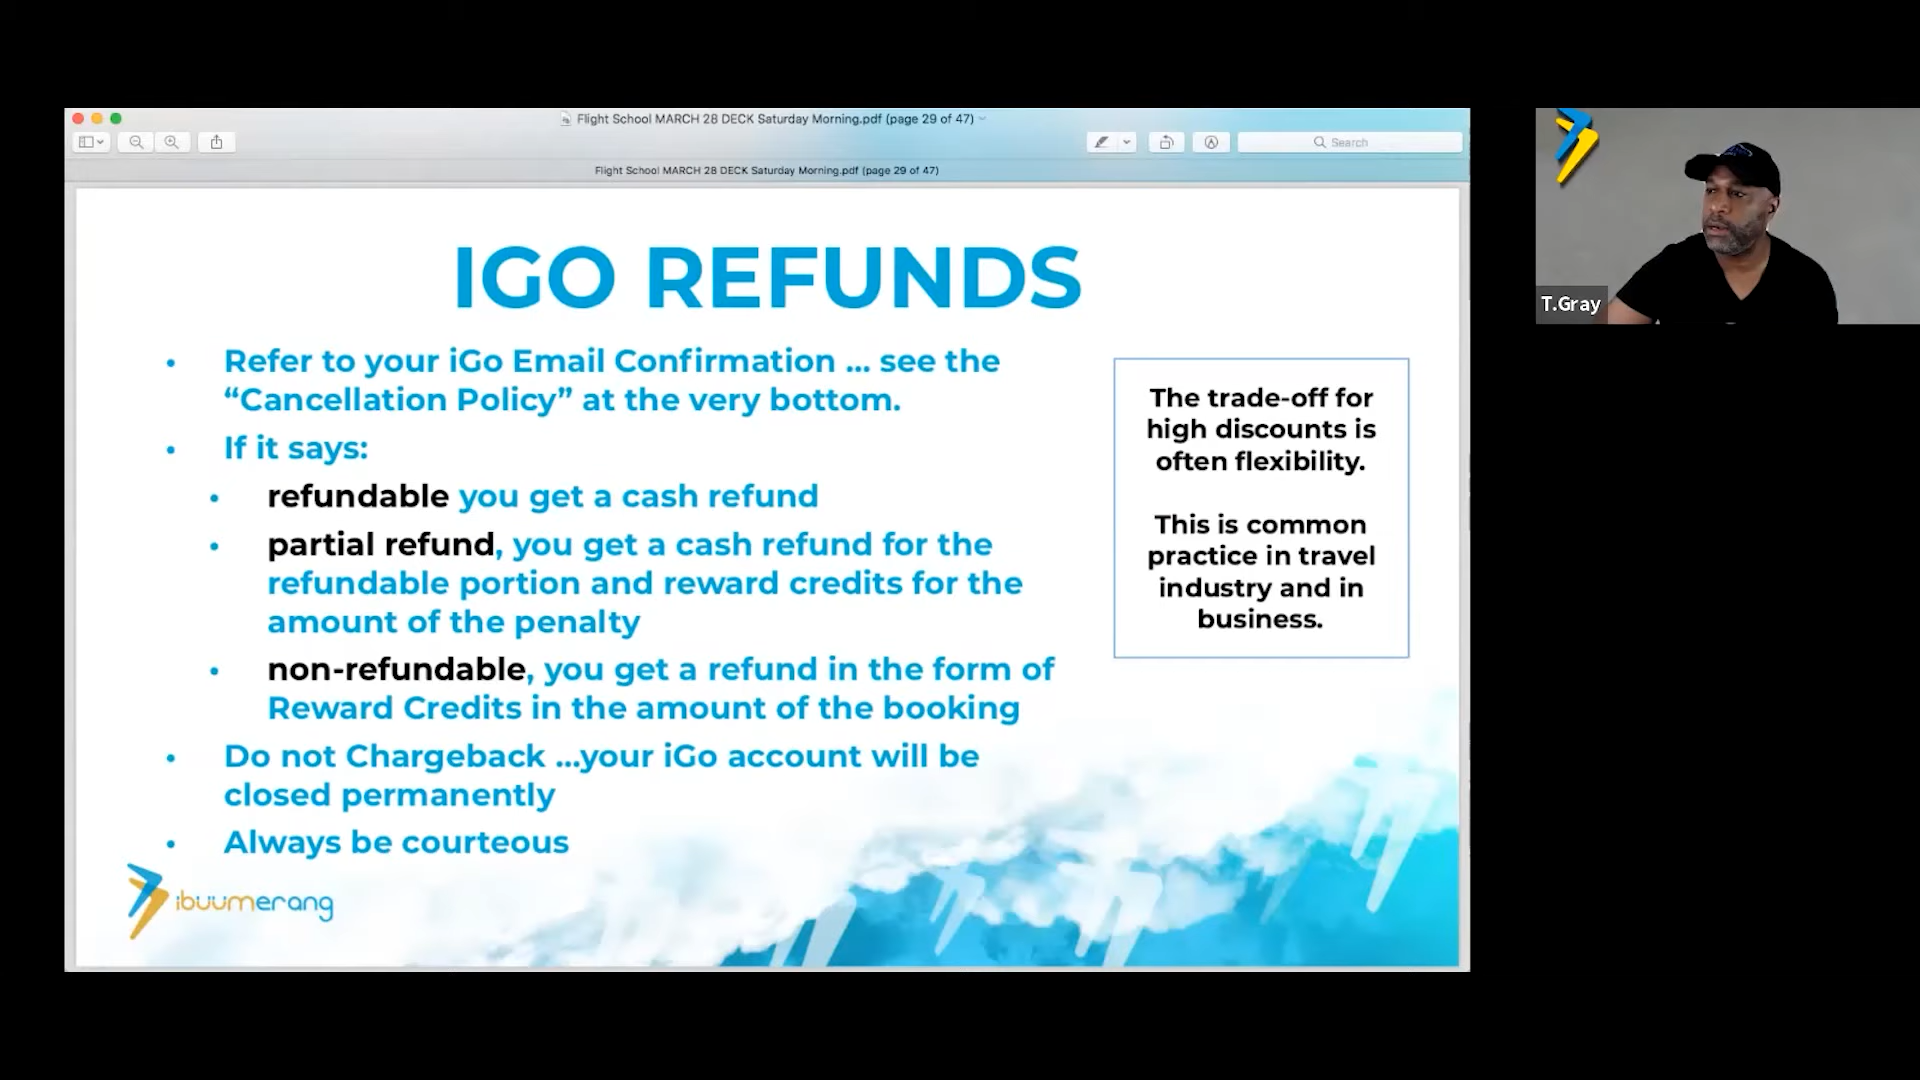 Flight School MARCH 28 DECK Saturday Morning.pdf (page 29 of 47)
Search
Flight School MARCH 28 DECK Saturday Morning.pdf (page 29 of 47)
IGO REFUNDS
• Refer to your iGo Email Confirmation ... see the
“Cancellation Policy” at the very bottom.
• If it says:
• refundable you get a cash refund
• partial refund, you get a cash refund for the
refundable portion and reward credits for the
amount of the penalty
• non-refundable, you get a refund in the form of
Reward Credits in the amount of the booking
• Do not Chargeback ...your iGo account will be
closed permanently
• Always be courteous
The trade-off for
high discounts is
often flexibility.
This is common
practice in travel
industry and in
business.
ibuumerang
T.Gray